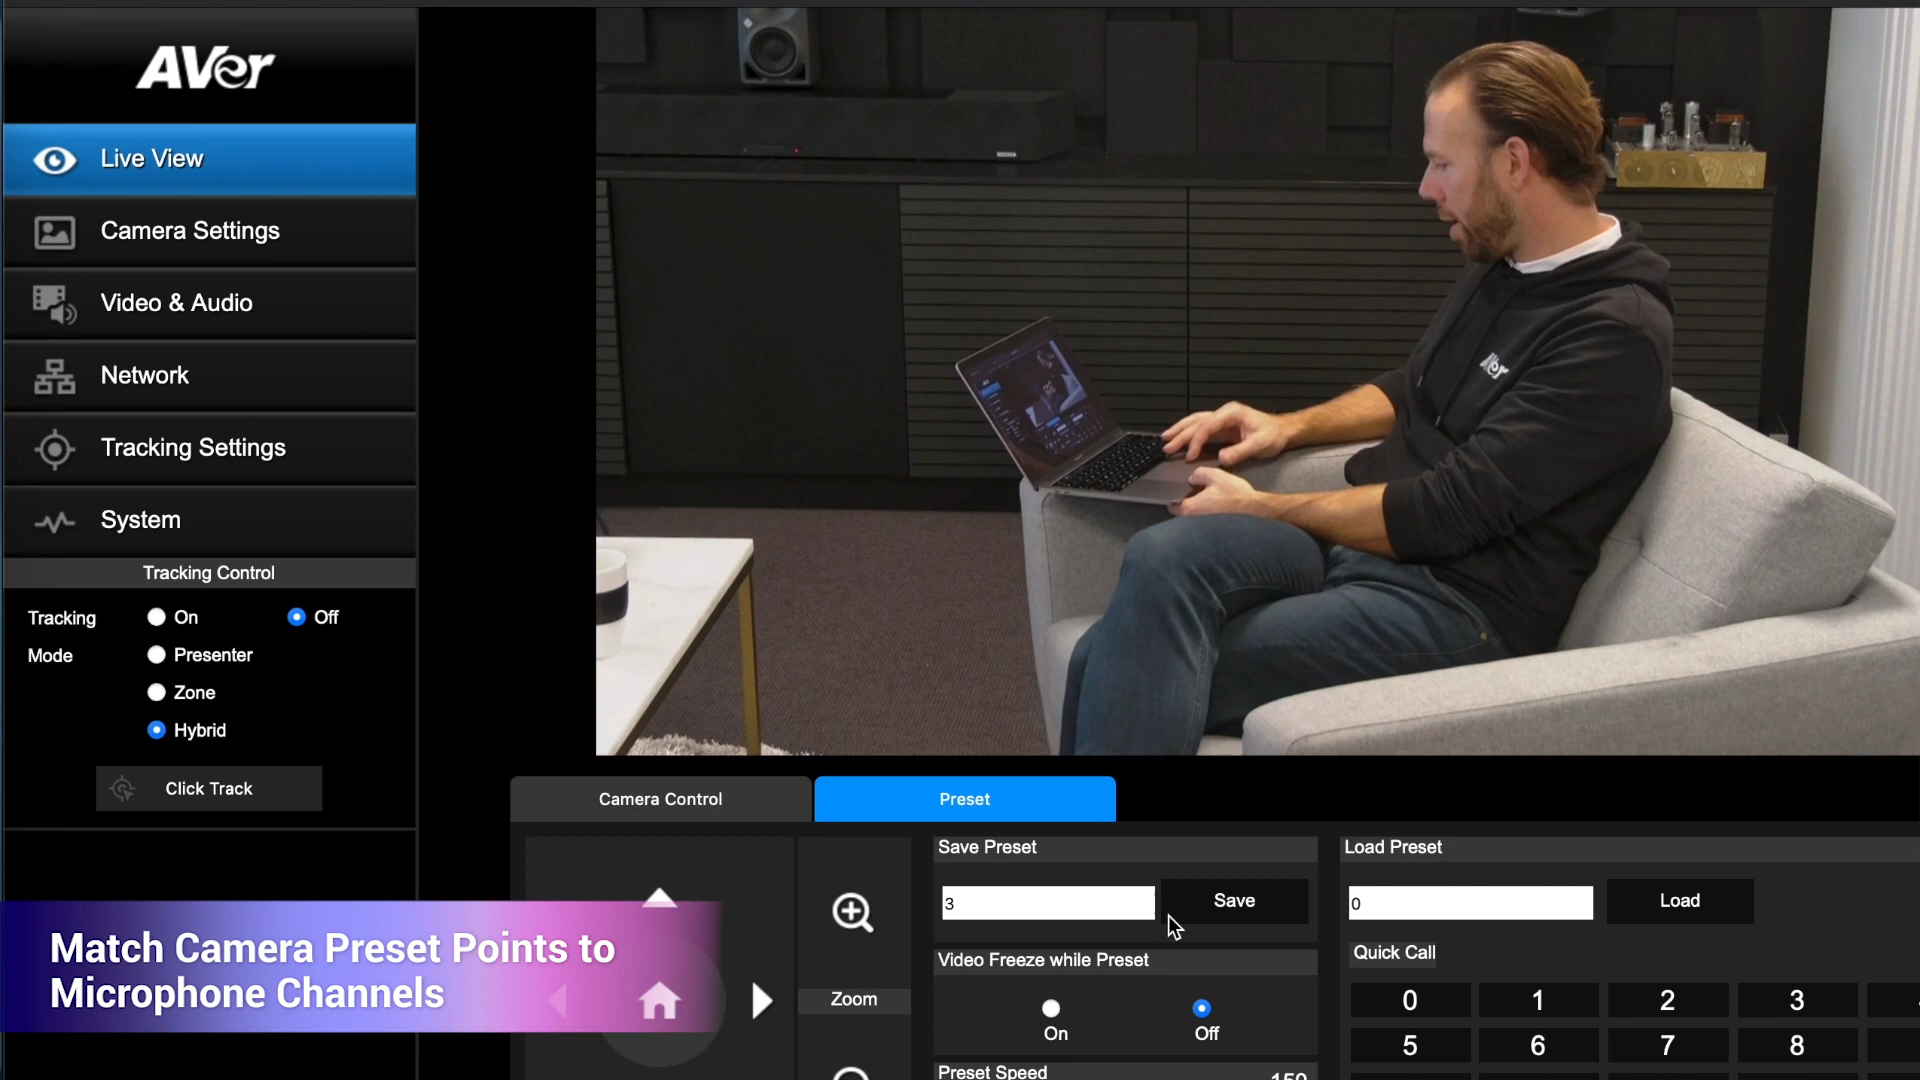 AVer
Live View
Camera Settings
Video & Audio
Network
Tracking Settings
System
Tracking Control
Tracking
On
Off
Mode
Presenter
Zone
Hybrid
Click Track
AVer
Camera Control
Preset
Save Preset
3
Save
Load Preset
0
Load
Video Freeze while Preset
On
Off
Quick Call
0
1
2
3
5
6
7
8
Zoom
Preset Speed
150
Match Camera Preset Points to
Microphone Channels